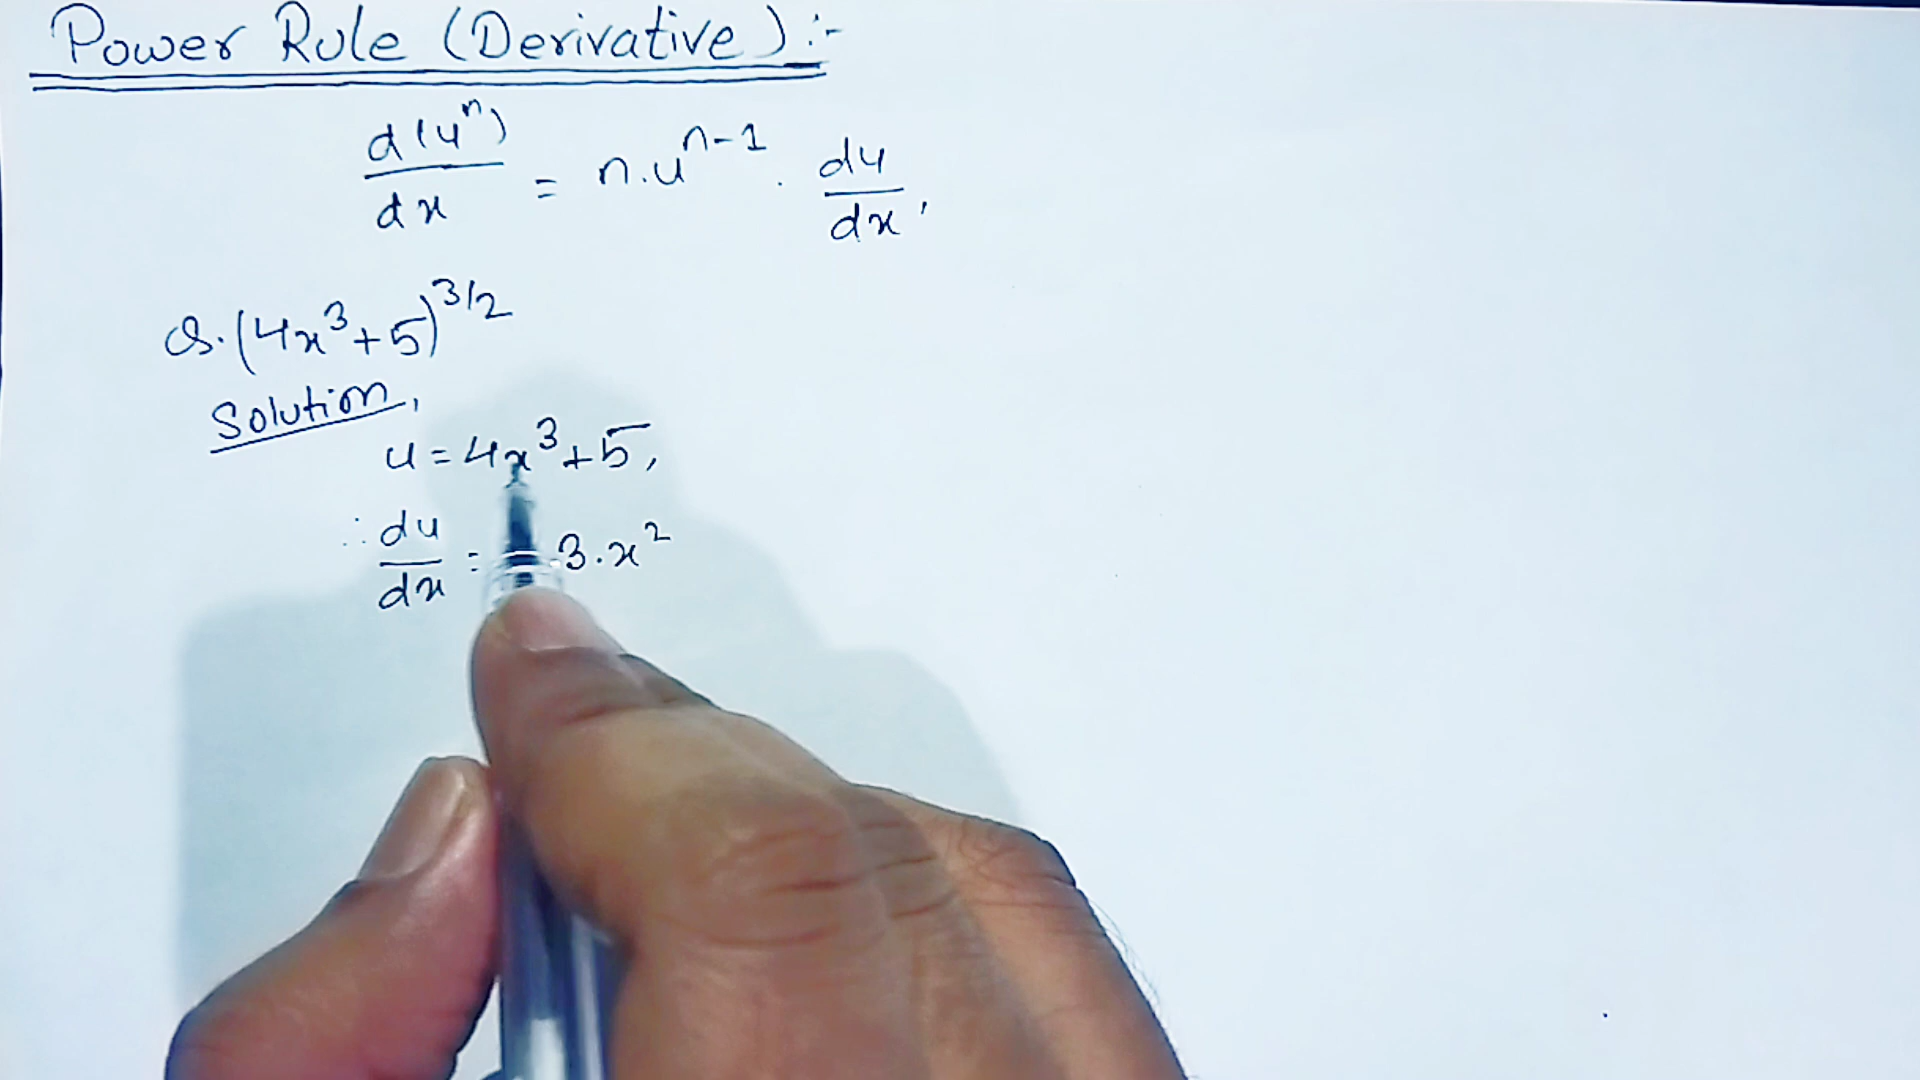 Power Rule (Derivative) :-
d(u^n)/dx = n.u^(n-1) . du/dx,
Q. (4x^3+5)^(3/2)
Solution,
u = 4x^3+5,
∴ du/dx = .3.x^2